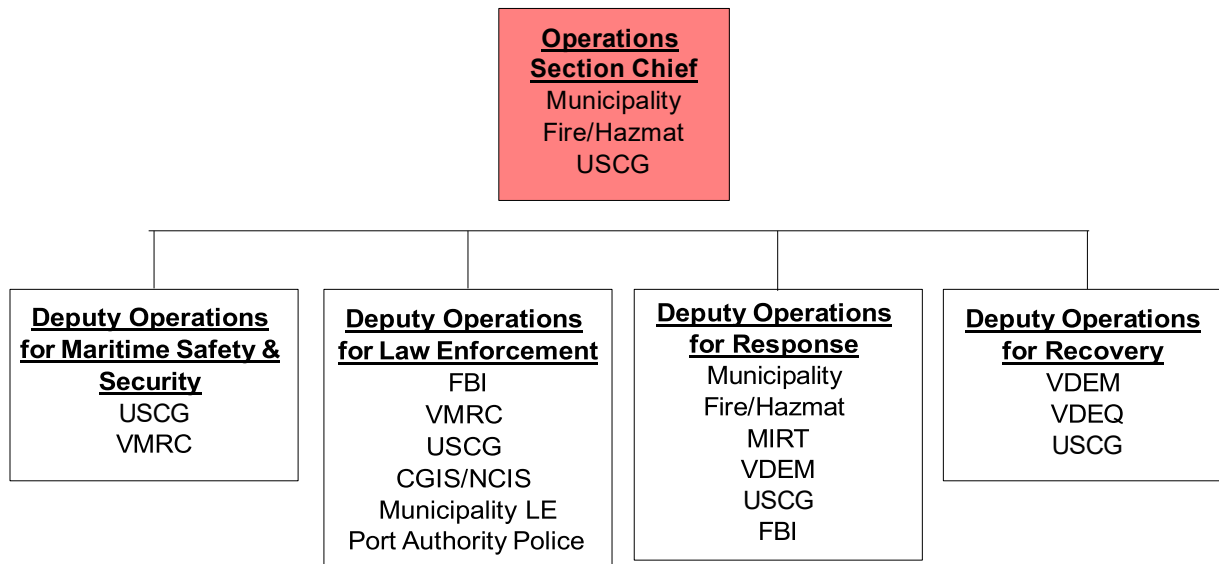 Operations
Section Chief
Municipality
Fire/Hazmat
USCG
Deputy Operations
for Maritime Safety &
Security
USCG
VMRC
Deputy Operations
for Law Enforcement
FBI
VMRC
USCG
CGIS/NCIS
Municipality LE
Port Authority Police
Deputy Operations
for Response
Municipality
Fire/Hazmat
MIRT
VDEM
USCG
FBI
Deputy Operations
for Recovery
VDEM
VDEQ
USCG